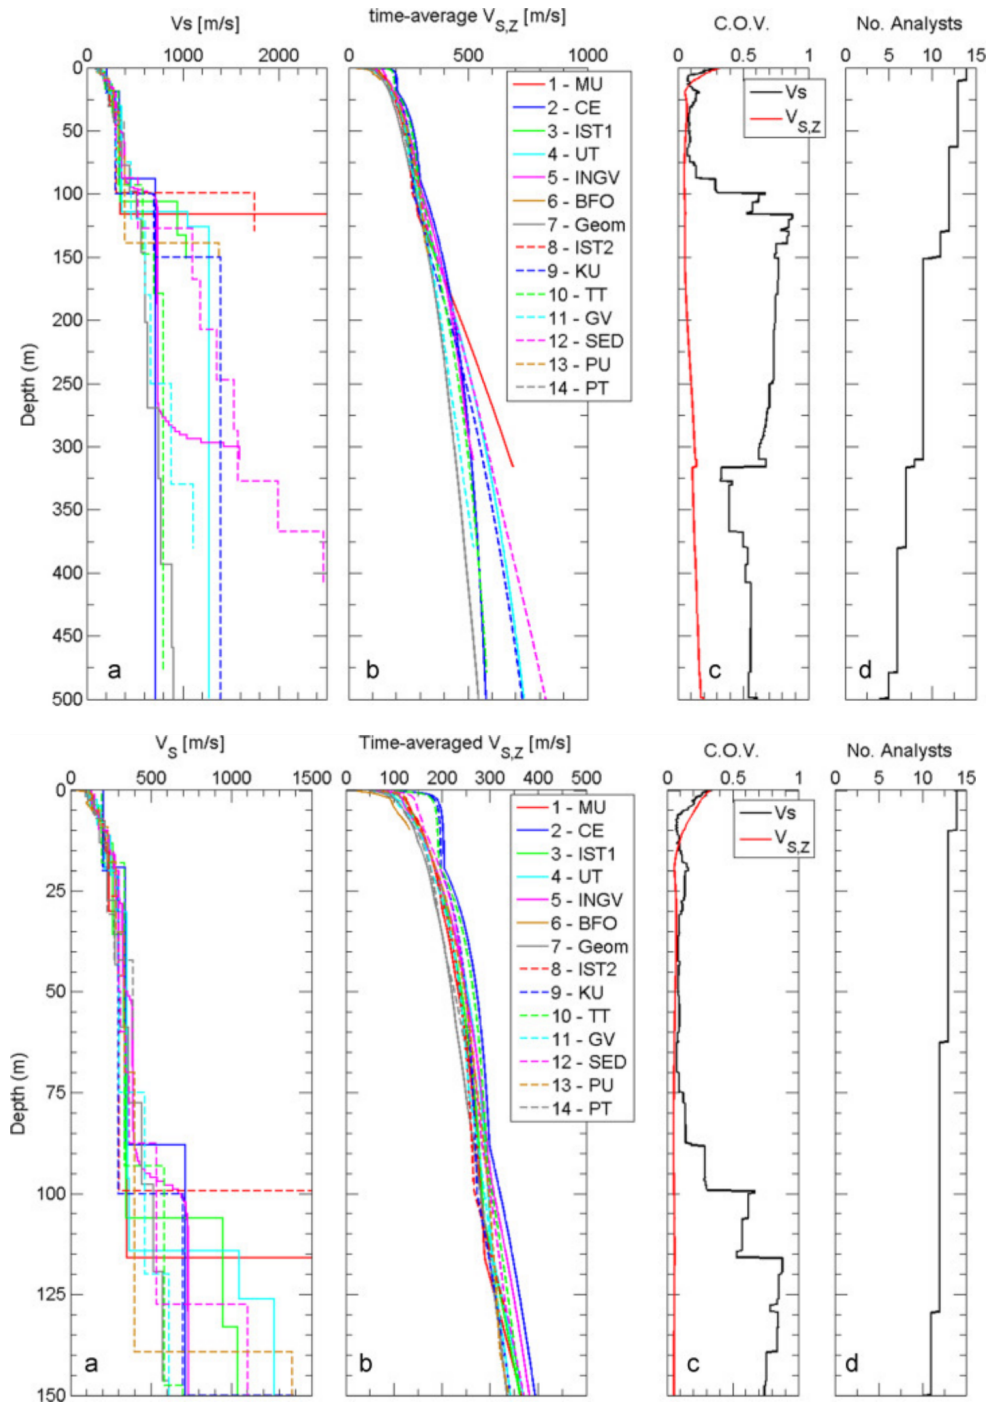 Vs [m/s]
time-average V_S,Z [m/s]
C.O.V.
No. Analysts
0 1000 2000
0 500 1000
0 0.5 1
0 5 10 15
0
50
100
150
200
250
300
350
400
450
500
Depth (m)
1 - MU
2 - CE
3 - IST1
4 - UT
5 - INGV
6 - BFO
7 - Geom
8 - IST2
9 - KU
10 - TT
11 - GV
12 - SED
13 - PU
14 - PT
Vs
V_S,Z
a
b
c
d
V_S [m/s]
Time-averaged V_S,Z [m/s]
C.O.V.
No. Analysts
0 500 1000 1500
0 100 200 300 400 500
0 0.5 1
0 5 10 15
0
25
50
75
100
125
150
Depth (m)
1 - MU
2 - CE
3 - IST1
4 - UT
5 - INGV
6 - BFO
7 - Geom
8 - IST2
9 - KU
10 - TT
11 - GV
12 - SED
13 - PU
14 - PT
Vs
V_S,Z
a
b
c
d